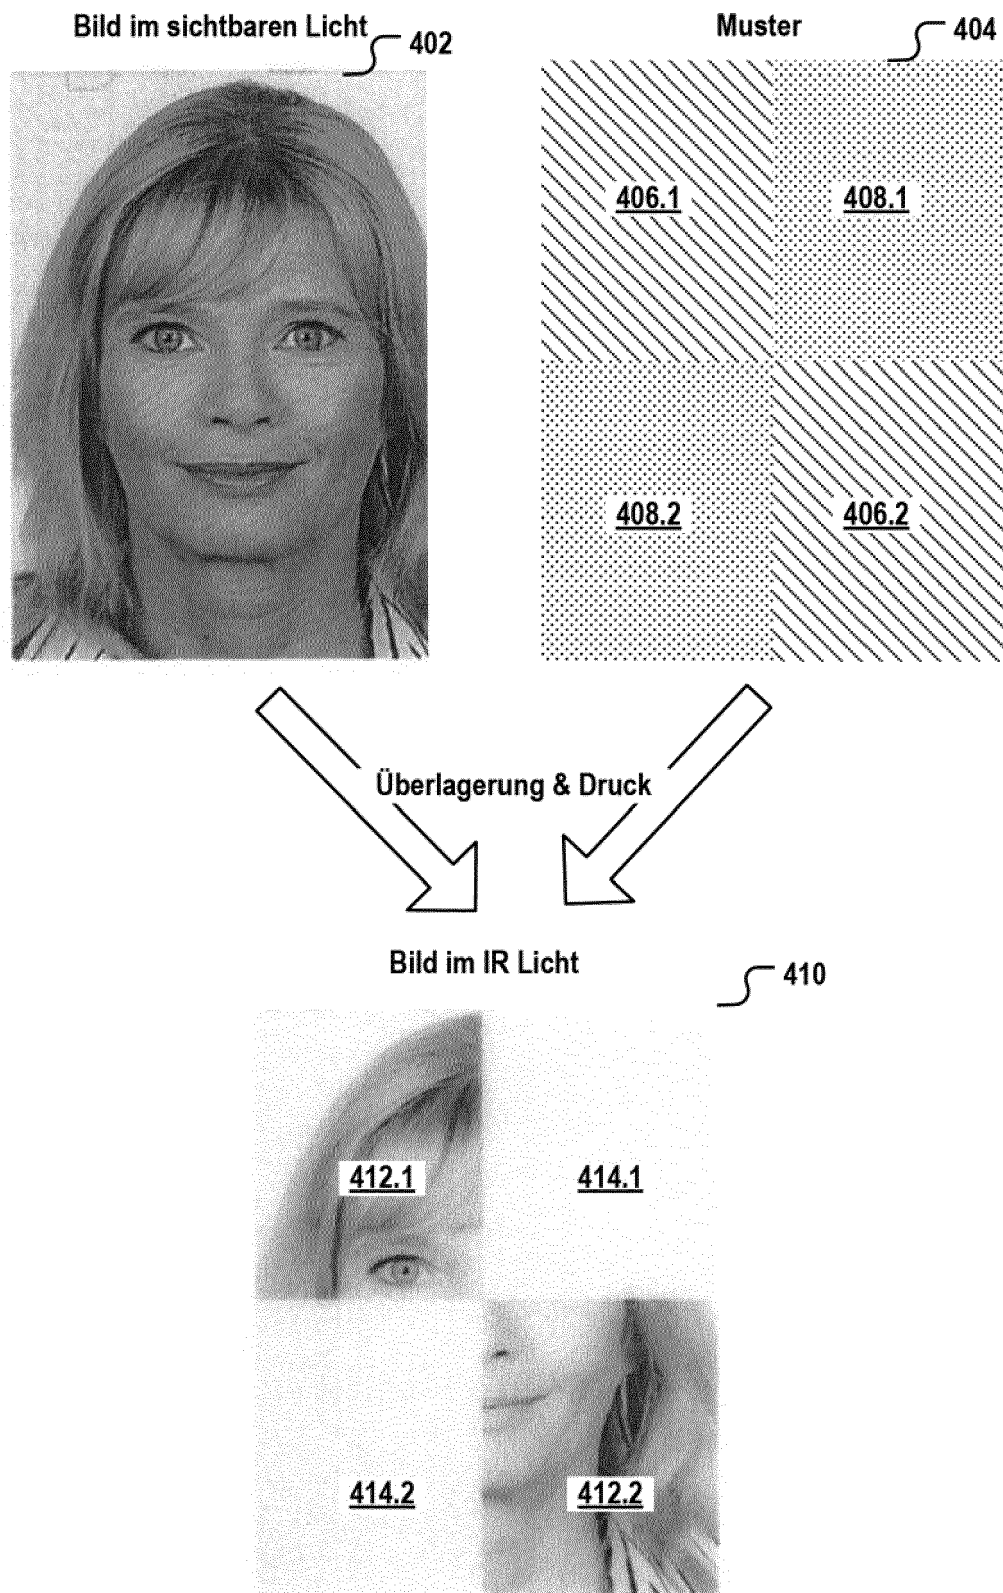 Bild im sichtbaren Licht
402
Muster
404
406.1
408.1
408.2
406.2
Überlagerung & Druck
Bild im IR Licht
410
412.1
414.1
414.2
412.2